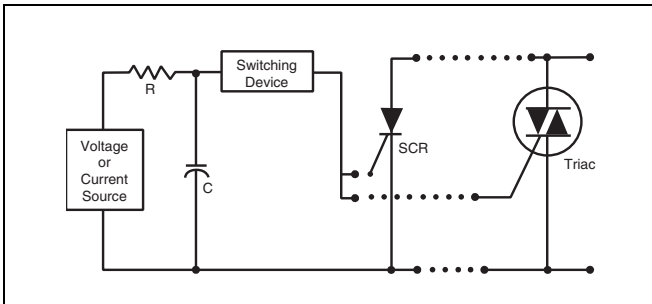 Switching
Device
R
SCR
Voltage
or
Current
Source
Triac
C